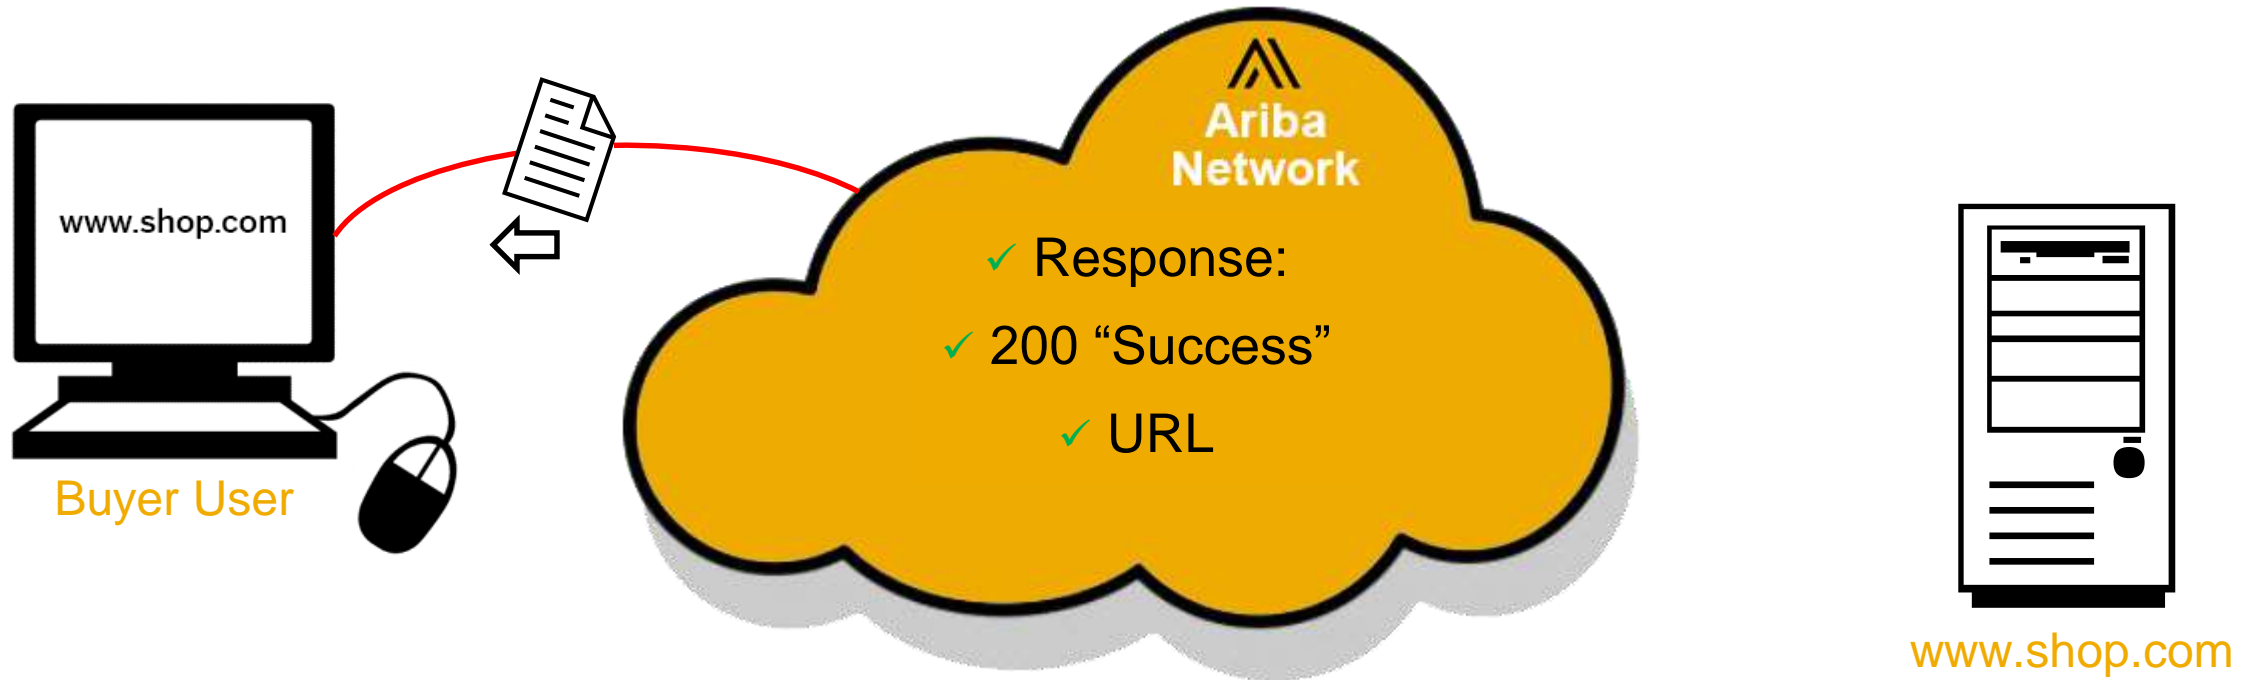 Ariba
Network
www.shop.com
✓ Response:
✓ 200 “Success”
✓ URL
Buyer User
www.shop.com